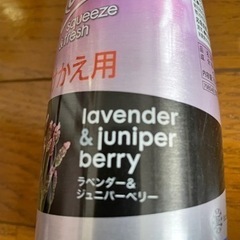 squeeze
& fresh
かえ用
lavender
& juniper
berry
ラベンダー&
ジュニパーベリー